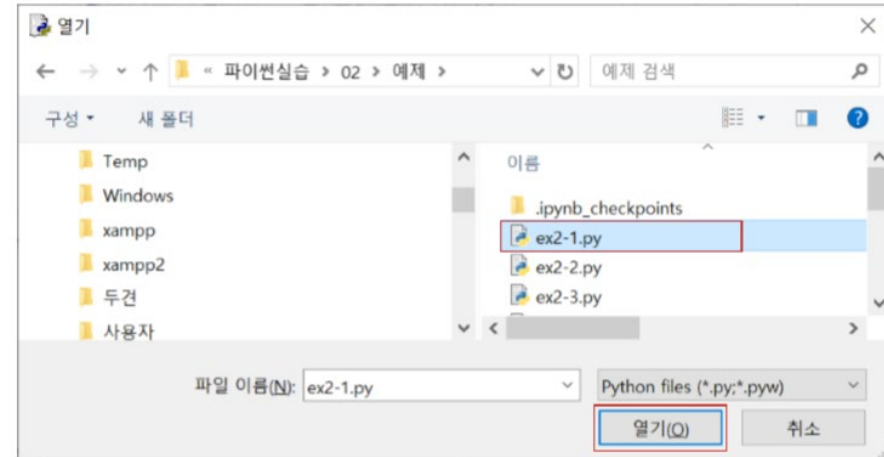 열기
« 파이썬실습 > 02 > 예제 >
예제 검색
구성
새 폴더
Temp
Windows
xampp
xampp2
두견
사용자
이름
.ipynb_checkpoints
ex2-1.py
ex2-2.py
ex2-3.py
파일 이름(N): ex2-1.py
Python files (*.py;*.pyw)
열기(O)
취소